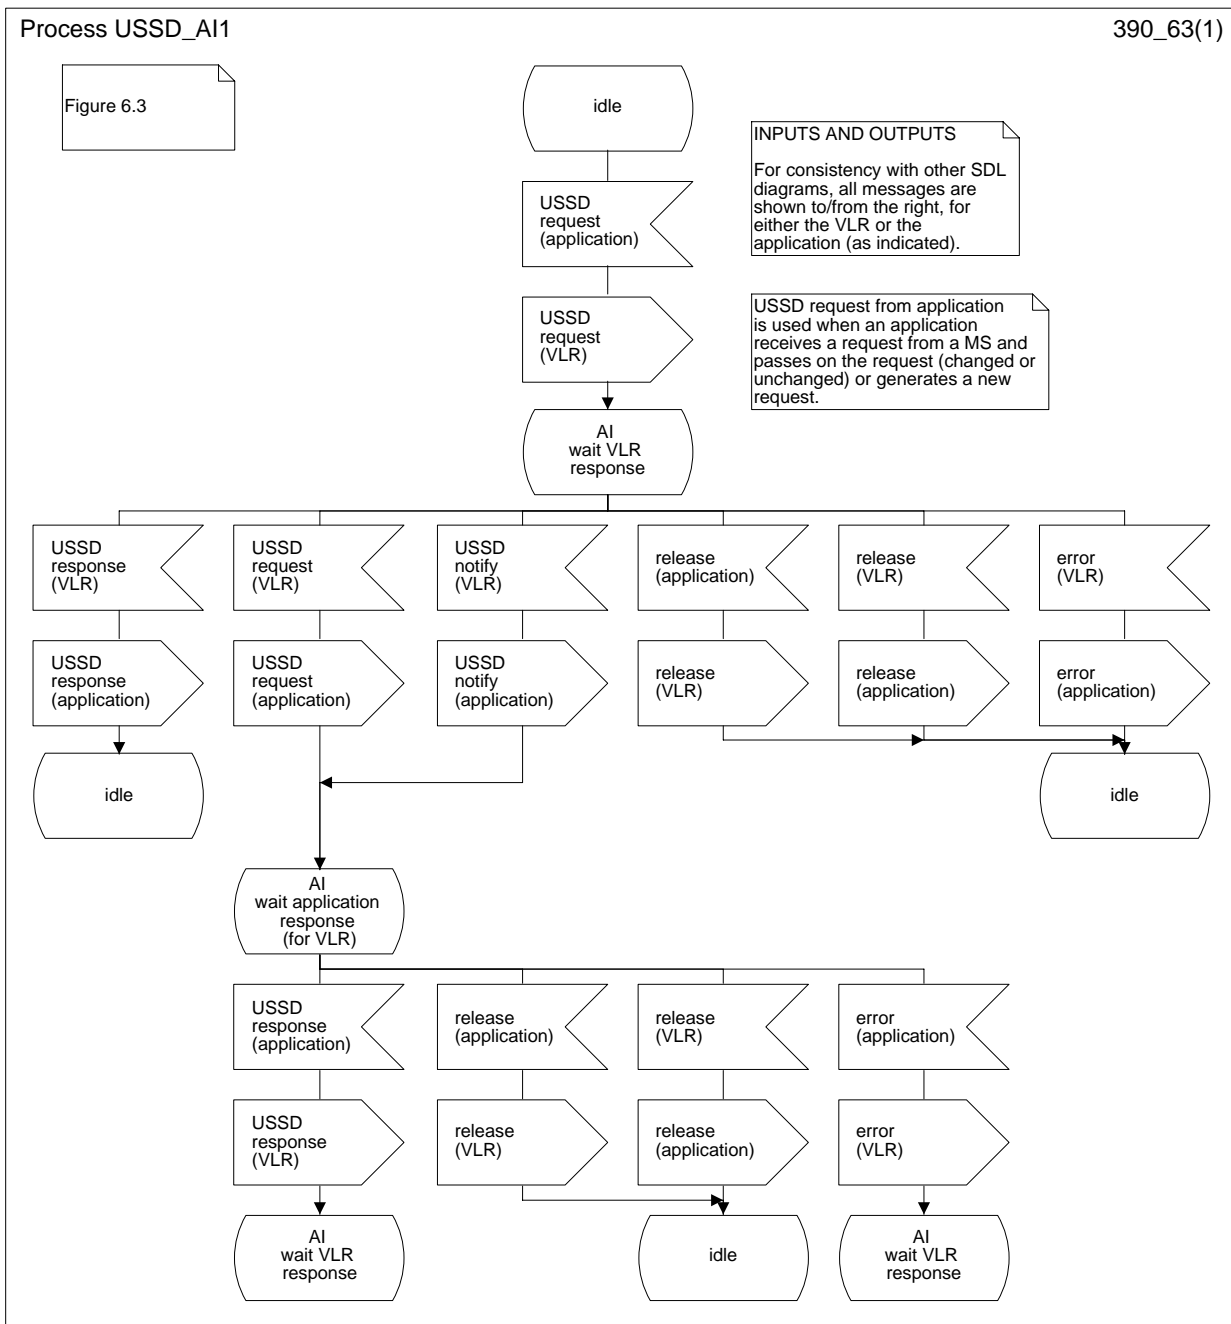 Process USSD_AI1
390_63(1)
Figure 6.3
idle
INPUTS AND OUTPUTS
For consistency with other SDL
diagrams, all messages are
shown to/from the right, for
either the VLR or the
application (as indicated).
USSD
request
(application)
USSD
request
(VLR)
USSD request from application
is used when an application
receives a request from a MS and
passes on the request (changed or
unchanged) or generates a new
request.
AI
wait VLR
response
USSD
response
(VLR)
USSD
request
(VLR)
USSD
notify
(VLR)
release
(application)
release
(VLR)
error
(VLR)
USSD
response
(application)
USSD
request
(application)
USSD
notify
(application)
release
(VLR)
release
(application)
error
(application)
idle
idle
AI
wait application
response
(for VLR)
USSD
response
(application)
release
(application)
release
(VLR)
error
(application)
USSD
response
(VLR)
release
(VLR)
release
(application)
error
(VLR)
AI
wait VLR
response
idle
AI
wait VLR
response